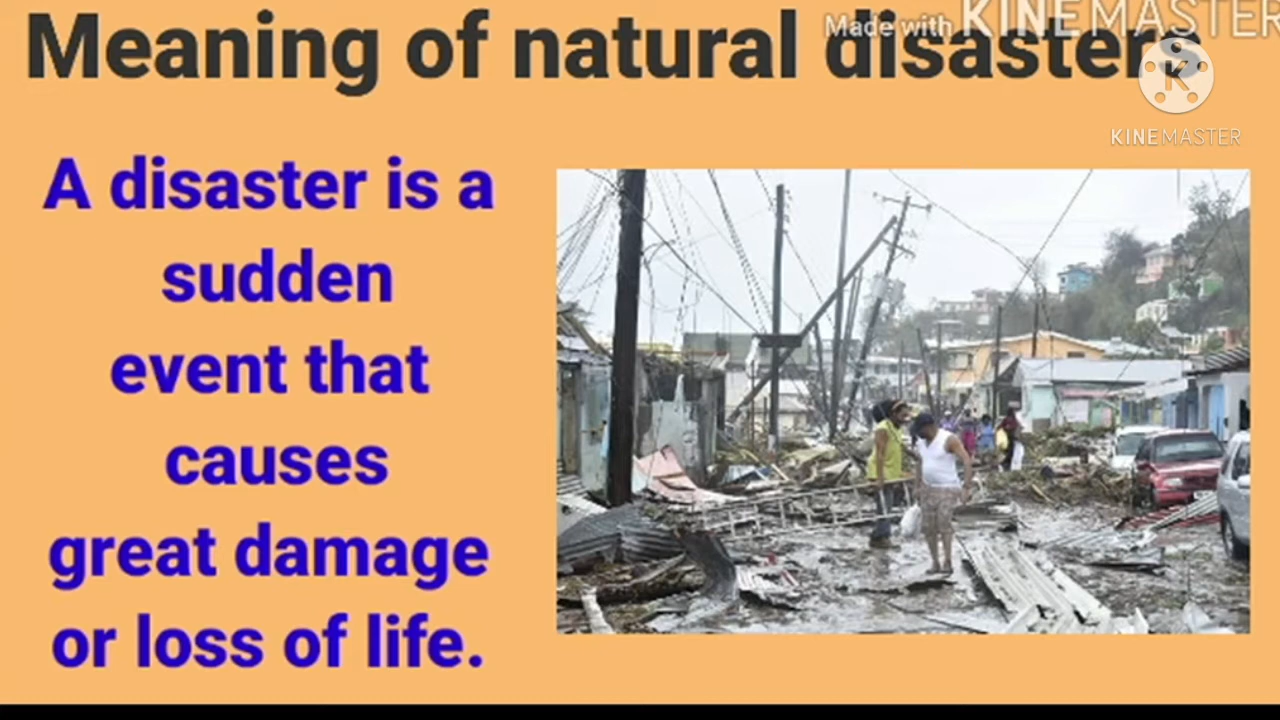 Meaning of natural disasters
Made with KINEMASTER
K
KINEMASTER
A disaster is a
sudden
event that
causes
great damage
or loss of life.